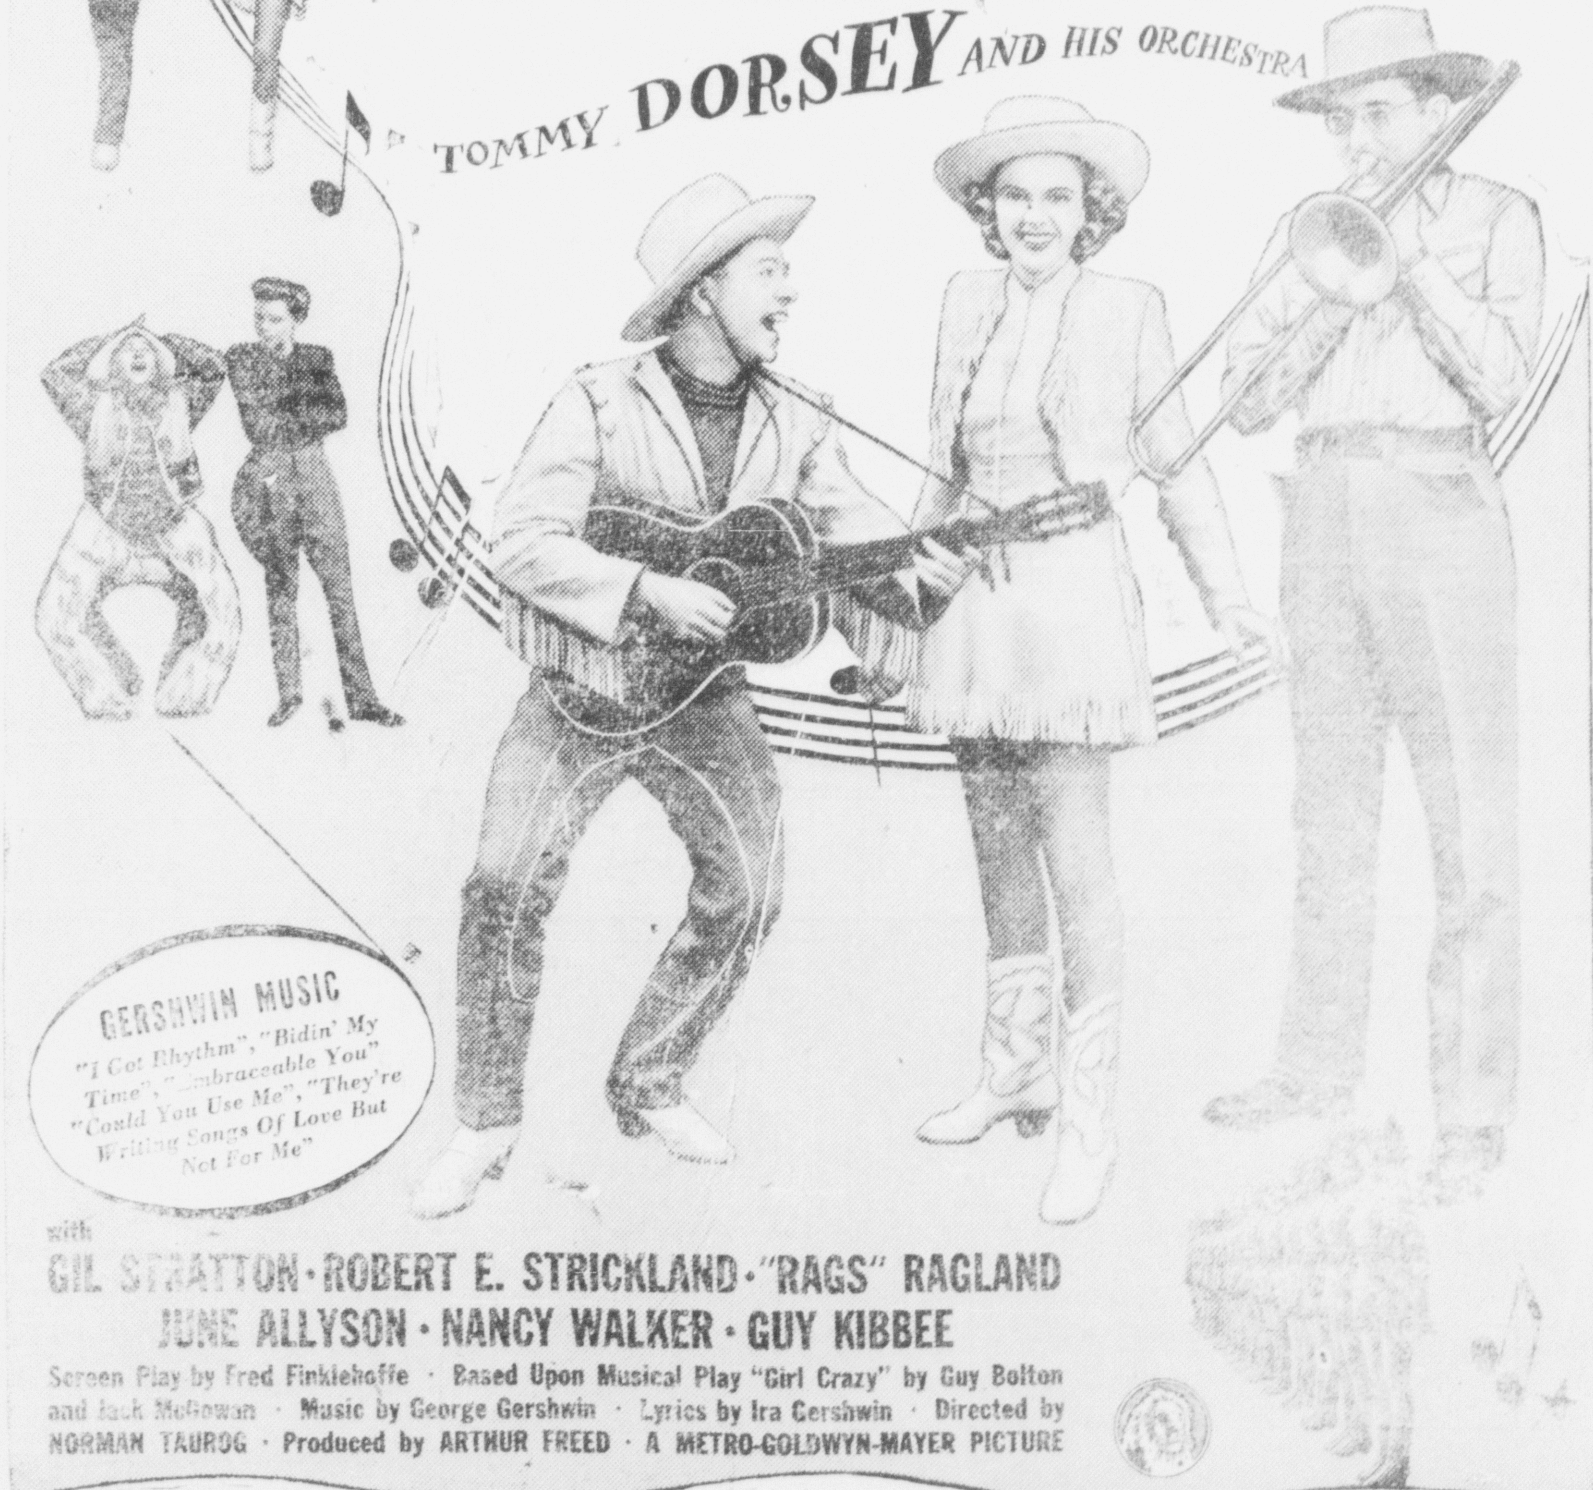 TOMMY DORSEY AND HIS ORCHESTRA
GERSHWIN MUSIC
"I Got Rhythm", "Bidin' My
Time", "Embraceable You"
"Could You Use Me", "They're
Writing Songs Of Love But
Not For Me"
with
GIL STRATTON · ROBERT E. STRICKLAND · "RAGS" RAGLAND
JUNE ALLYSON · NANCY WALKER · GUY KIBBEE
Screen Play by Fred Finklehoffe · Based Upon Musical Play "Girl Crazy" by Guy Bolton
and Jack McGowan · Music by George Gershwin · Lyrics by Ira Gershwin · Directed by
NORMAN TAUROG · Produced by ARTHUR FREED · A METRO-GOLDWYN-MAYER PICTURE